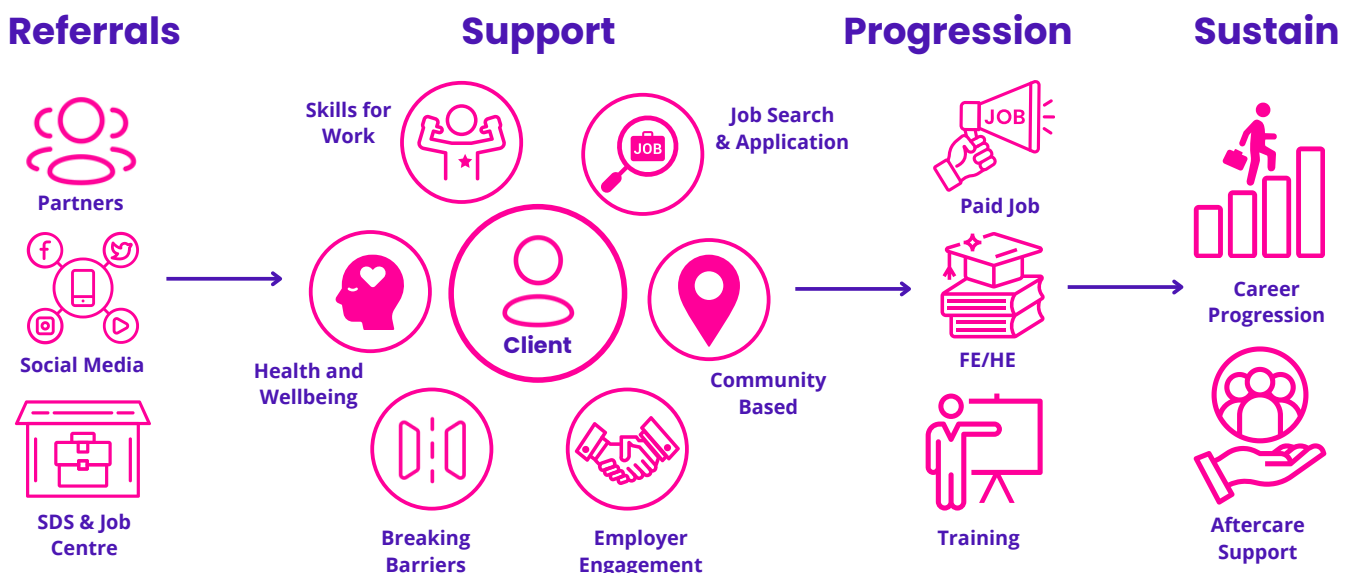 Referrals
Partners
Social Media
SDS & Job
Centre
Support
Skills for
Work
JOB
Job Search
& Application
Client
Health and
Wellbeing
Community
Based
Breaking
Barriers
Employer
Engagement
Progression
JOB
Paid Job
FE/HE
Training
Sustain
Career
Progression
Aftercare
Support